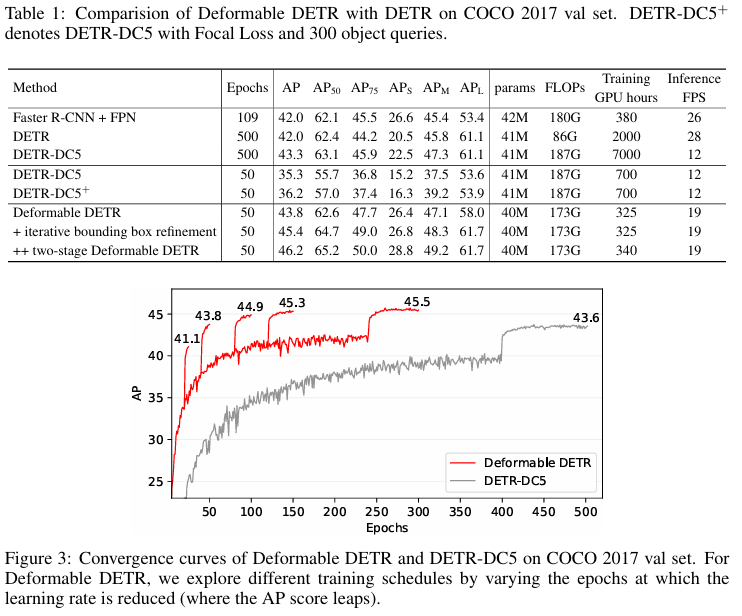 Table 1: Comparision of Deformable DETR with DETR on COCO 2017 val set. DETR-DC5+
denotes DETR-DC5 with Focal Loss and 300 object queries.
Method Epochs AP AP50 AP75 APS APM APL params FLOPs Training GPU hours Inference FPS
Faster R-CNN + FPN 109 42.0 62.1 45.5 26.6 45.4 53.4 42M 180G 380 26
DETR 500 42.0 62.4 44.2 20.5 45.8 61.1 41M 86G 2000 28
DETR-DC5 500 43.3 63.1 45.9 22.5 47.3 61.1 41M 187G 7000 12
DETR-DC5 50 35.3 55.7 36.8 15.2 37.5 53.6 41M 187G 700 12
DETR-DC5+ 50 36.2 57.0 37.4 16.3 39.2 53.9 41M 187G 700 12
Deformable DETR 50 43.8 62.6 47.7 26.4 47.1 58.0 40M 173G 325 19
+ iterative bounding box refinement 50 45.4 64.7 49.0 26.8 48.3 61.7 40M 173G 325 19
++ two-stage Deformable DETR 50 46.2 65.2 50.0 28.8 49.2 61.7 40M 173G 340 19
41.1 43.8 44.9 45.3 45.5 43.6
45
40
35
30
25
AP
Deformable DETR
DETR-DC5
50 100 150 200 250 300 350 400 450 500
Epochs
Figure 3: Convergence curves of Deformable DETR and DETR-DC5 on COCO 2017 val set. For
Deformable DETR, we explore different training schedules by varying the epochs at which the
learning rate is reduced (where the AP score leaps).